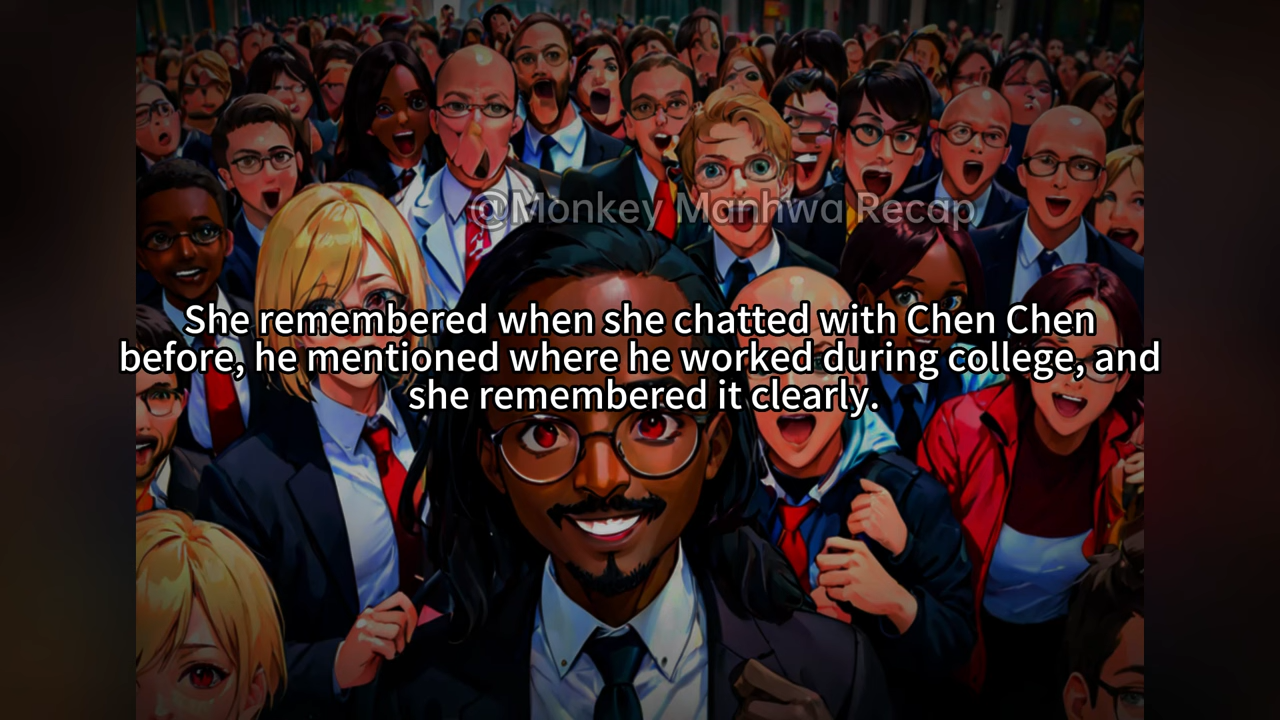 @Monkey Manhwa Recap
She remembered when she chatted with Chen Chen
before, he mentioned where he worked during college, and
she remembered it clearly.